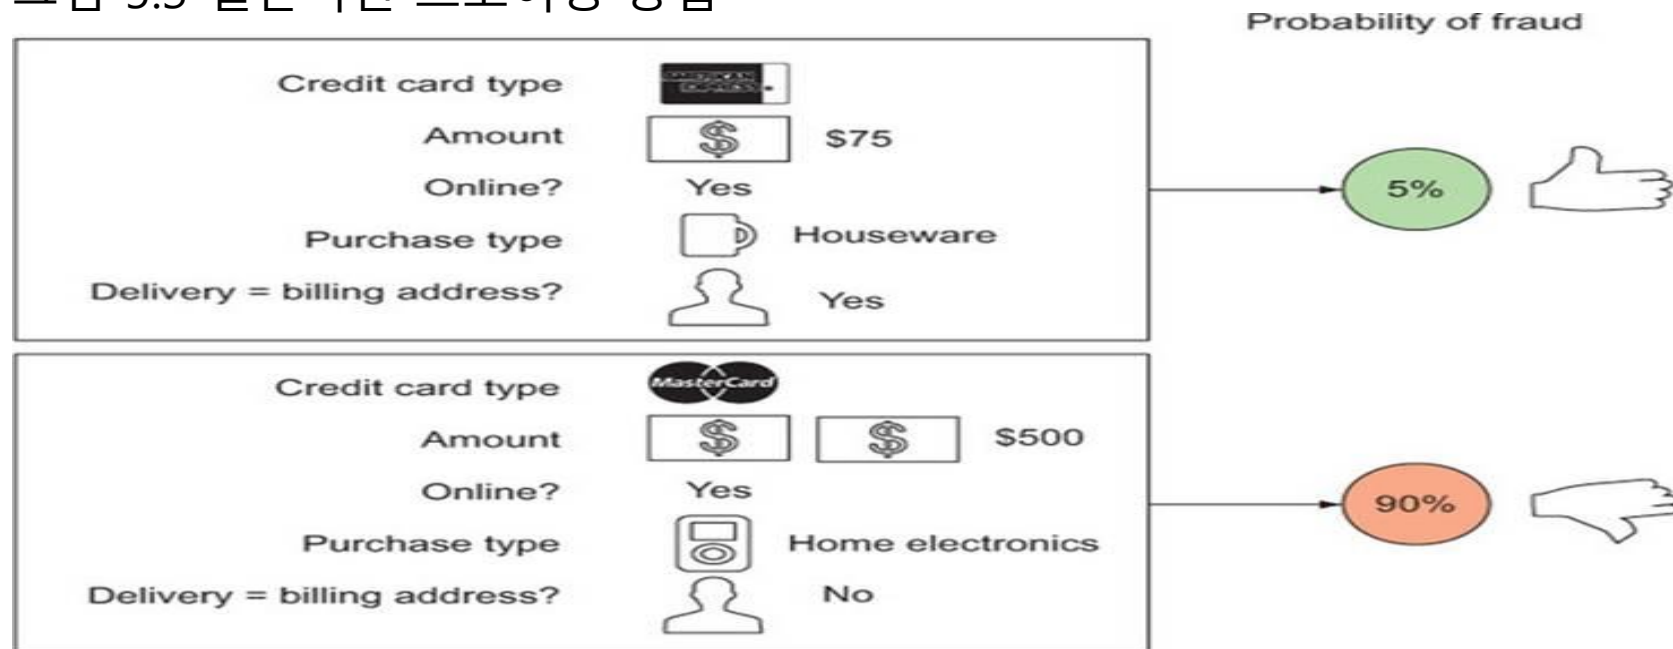 Probability of fraud
Credit card type
Amount $75
Online? Yes
Purchase type Houseware
Delivery = billing address? Yes
5%
Credit card type MasterCard
Amount $500
Online? Yes
Purchase type Home electronics
Delivery = billing address? No
90%